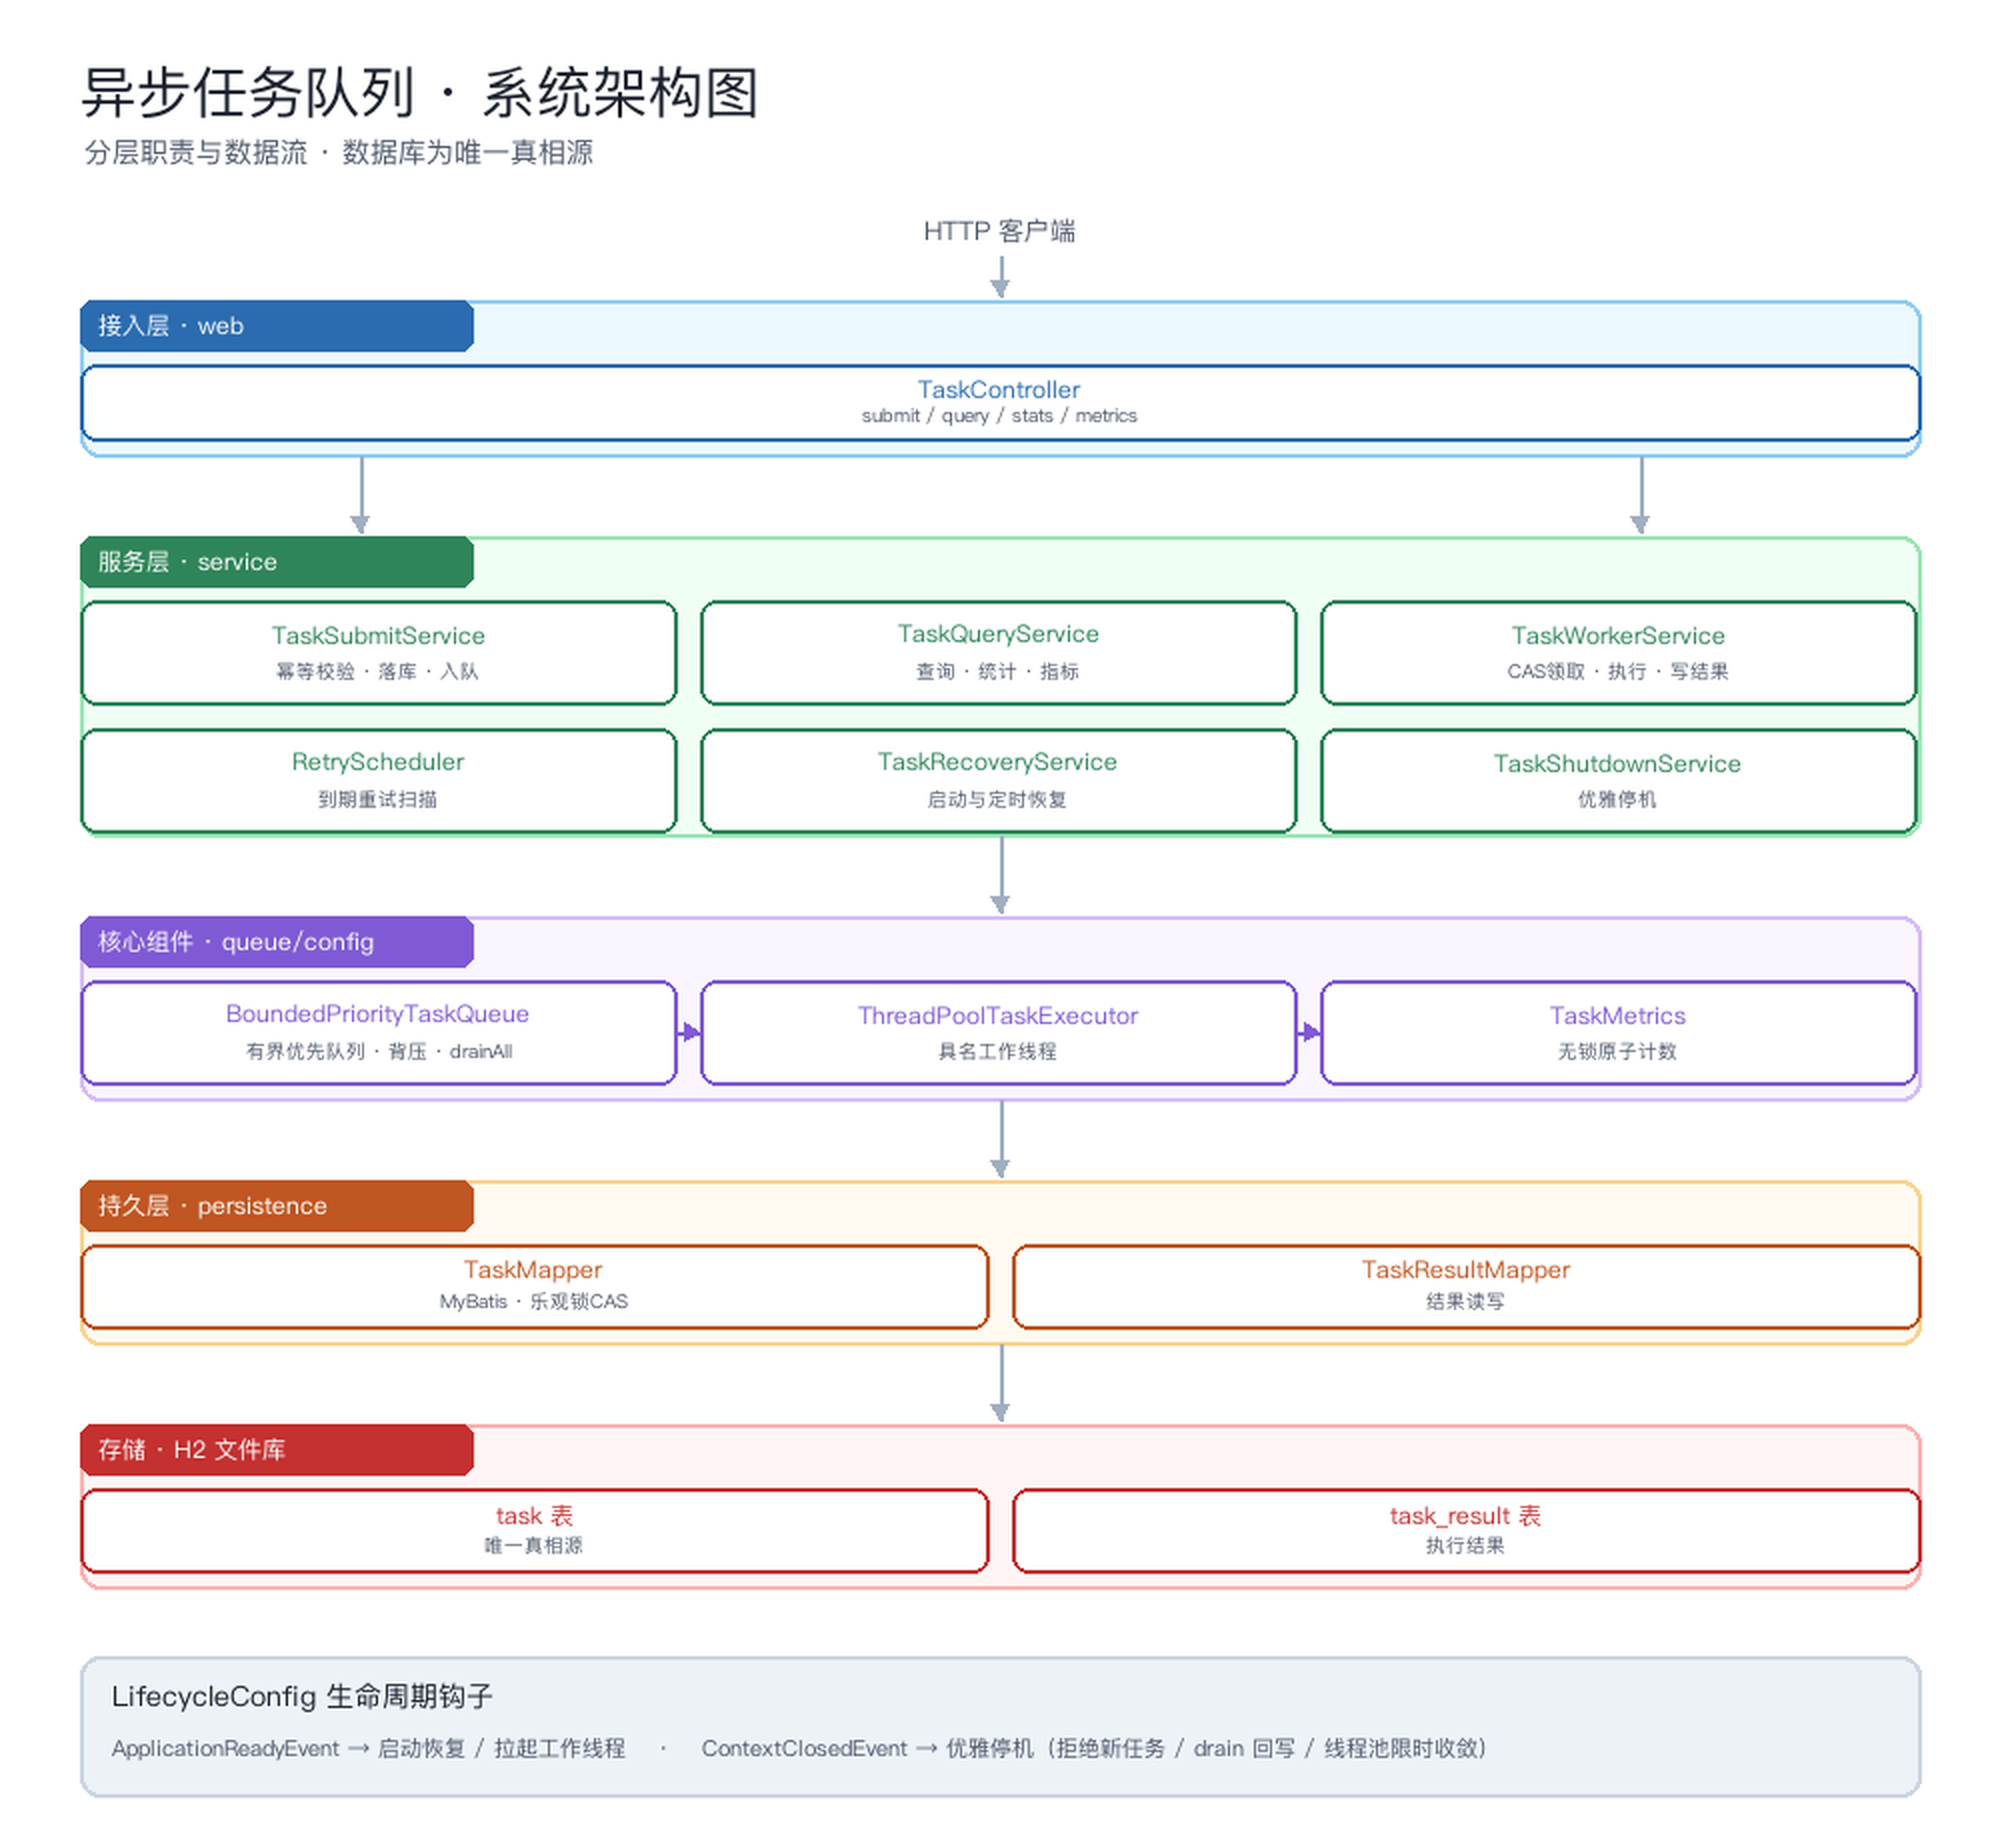 异步任务队列 · 系统架构图
分层职责与数据流 · 数据库为唯一真相源
HTTP 客户端
接入层 · web
TaskController
submit / query / stats / metrics
服务层 · service
TaskSubmitService
幂等校验 · 落库 · 入队
TaskQueryService
查询 · 统计 · 指标
TaskWorkerService
CAS领取 · 执行 · 写结果
RetryScheduler
到期重试扫描
TaskRecoveryService
启动与定时恢复
TaskShutdownService
优雅停机
核心组件 · queue/config
BoundedPriorityTaskQueue
有界优先队列 · 背压 · drainAll
ThreadPoolTaskExecutor
具名工作线程
TaskMetrics
无锁原子计数
持久层 · persistence
TaskMapper
MyBatis · 乐观锁CAS
TaskResultMapper
结果读写
存储 · H2 文件库
task 表
唯一真相源
task_result 表
执行结果
LifecycleConfig 生命周期钩子
ApplicationReadyEvent → 启动恢复 / 拉起工作线程 · ContextClosedEvent → 优雅停机（拒绝新任务 / drain 回写 / 线程池限时收敛）